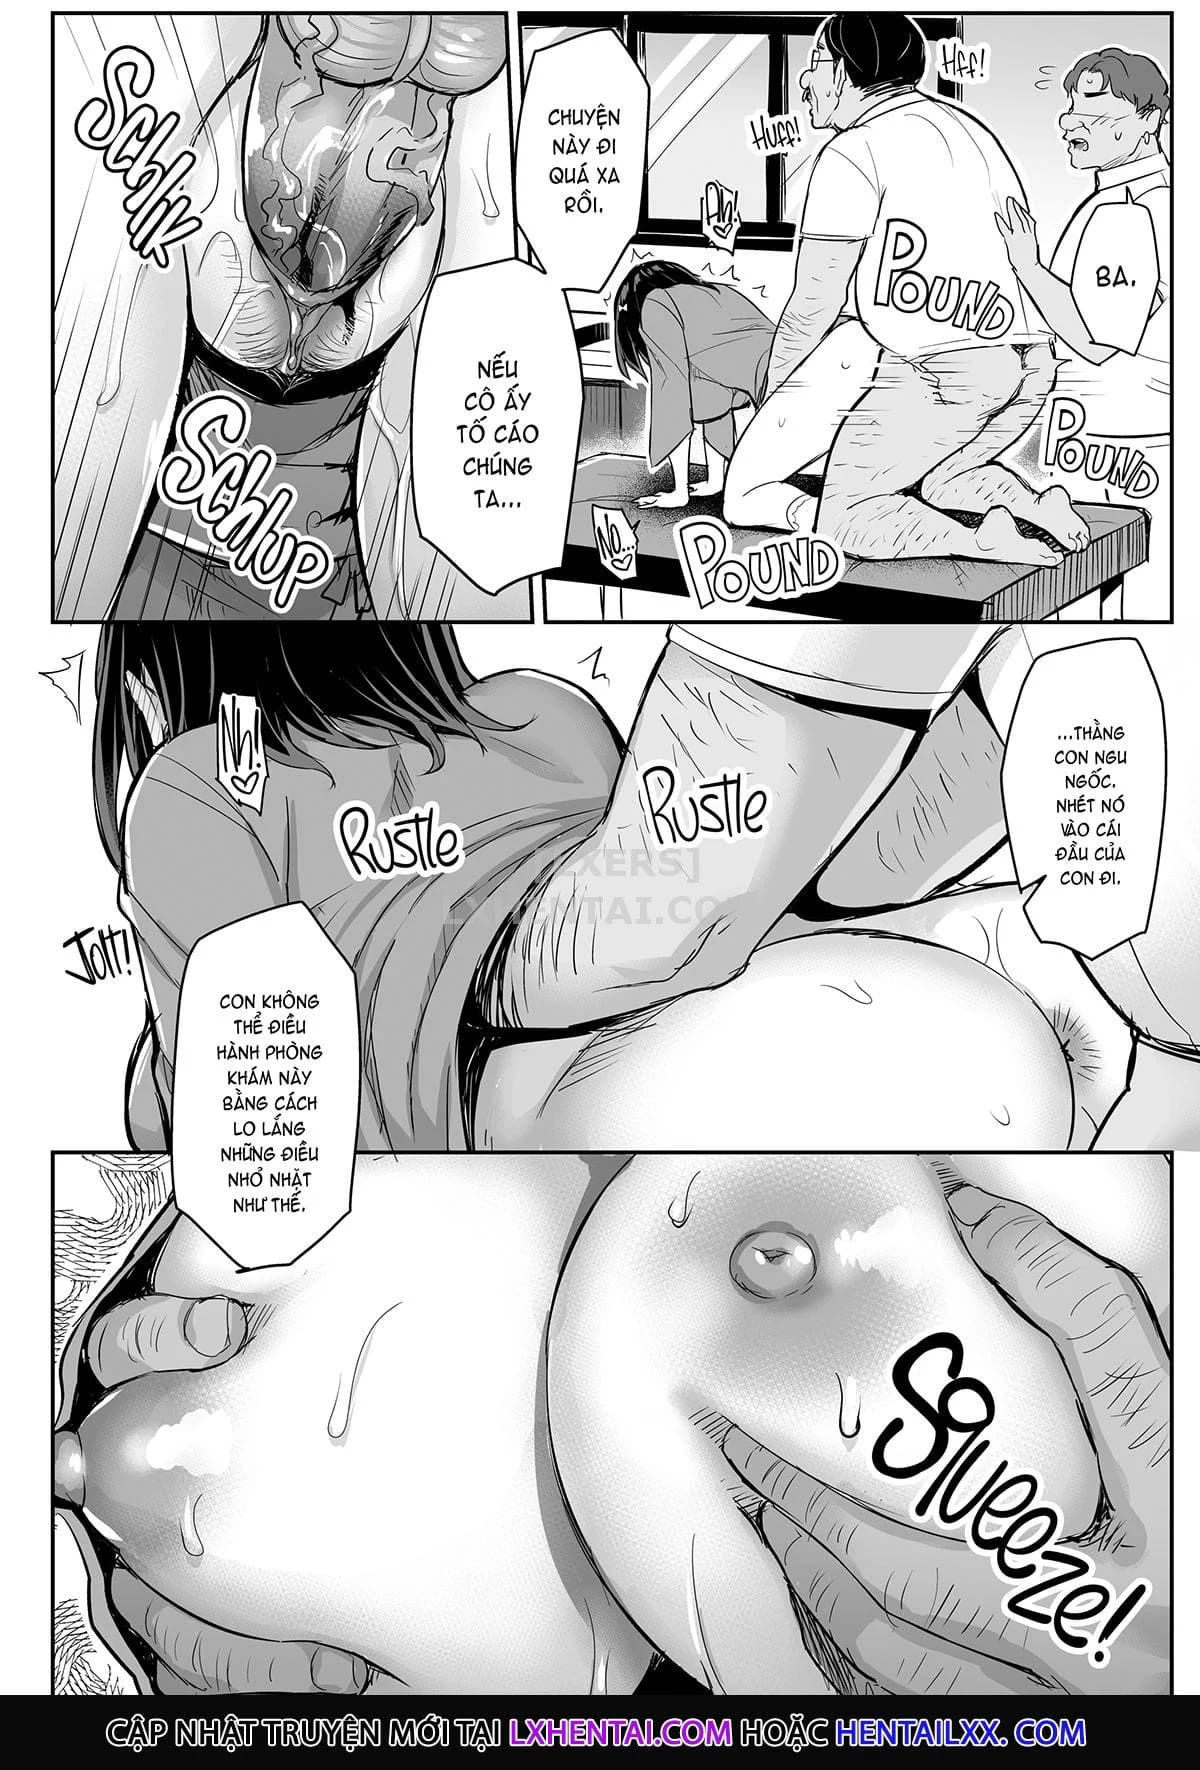 BA.
CHUYỆN
NÀY ĐI
QUÁ XA
RỒI.
NẾU
CÔ ẤY
TỐ CÁO
CHÚNG
TA...
Hff!
Huff!
Ah!
POUND
POUND
POUND
No...
Schlik
Schlup
...THẰNG
CON NGU
NGỐC.
NHÉT NÓ
VÀO CÁI
ĐẦU CỦA
CON ĐI.
Nh!
Rustle
Rustle
[LXERS]
LXHENTAI.COM
Jolt!
CON KHÔNG
THỂ ĐIỀU
HÀNH PHÒNG
KHÁM NÀY
BẰNG CÁCH
LO LẮNG
NHỮNG ĐIỀU
NHỎ NHẶT
NHƯ THẾ.
Squeeze!
CẬP NHẬT TRUYỆN MỚI TẠI LXHENTAI.COM HOẶC HENTAILXX. COM